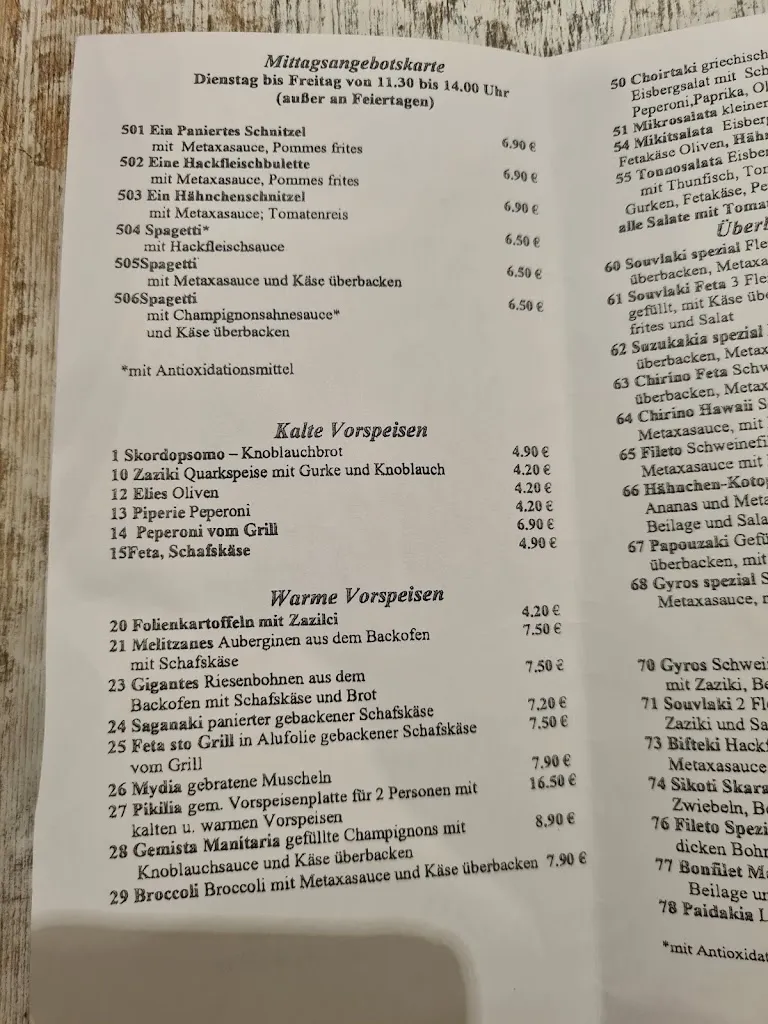 Mittagsangebotskarte
Dienstag bis Freitag von 11.30 bis 14.00 Uhr
(außer an Feiertagen)
501 Ein Paniertes Schnitzel
mit Metaxasauce, Pommes frites 6.90 €
502 Eine Hackfleischbulette
mit Metaxasauce, Pommes frites 6.90 €
503 Ein Hähnchenschnitzel
mit Metaxasauce; Tomatenreis 6.90 €
504 Spagetti*
mit Hackfleischsauce 6.50 €
505Spagetti
mit Metaxasauce und Käse überbacken 6.50 €
506Spagetti
mit Champignonsahnesauce* 6.50 €
und Käse überbacken
*mit Antioxidationsmittel
Kalte Vorspeisen
1 Skordopsomo – Knoblauchbrot 4.90 €
10 Zaziki Quarkspeise mit Gurke und Knoblauch 4.20 €
12 Elies Oliven 4.20 €
13 Piperie Peperoni 4.20 €
14 Peperoni vom Grill 6.90 €
15Feta, Schafskäse 4.90 €
Warme Vorspeisen
20 Folienkartoffeln mit Zazilci 4.20 €
21 Melitzanes Auberginen aus dem Backofen 7.50 €
mit Schafskäse
23 Gigantes Riesenbohnen aus dem 7.50 €
Backofen mit Schafskäse und Brot
24 Saganaki panierter gebackener Schafskäse 7.20 €
25 Feta sto Grill in Alufolie gebackener Schafskäse 7.50 €
vom Grill
26 Mydia gebratene Muscheln 7.90 €
27 Pikilia gem. Vorspeisenplatte für 2 Personen mit 16.50 €
kalten u. warmen Vorspeisen
28 Gemista Manitaria gefüllte Champignons mit 8.90 €
Knoblauchsauce und Käse überbacken
29 Broccoli Broccoli mit Metaxasauce und Käse überbacken 7.90 €
50 Choirtaki griechisch
Eisbergsalat mit
Peperoni,Paprika,
51 Mikrosalata kleiner
54 Mikitsalata
Fetakäse Oliven,
55 Tonnosalata
mit Thunfisch,
Gurken, Fetakäse,
alle Salate mit
60 Souvlaki spezial
überbacken,
61 Souvlaki Feta 3
gefüllt, mit Käse
frites und Salat
62 Suzukakia spezial
überbacken,
63 Chirino Feta
überbacken,
64 Chirino Hawaii
Metaxasauce, mit
65 Fileto
Metaxasauce mit
66
Ananas und
Beilage und
67 Papouzaki
überbacken, mit
68 Gyros spezial
Metaxasauce,
70 Gyros
mit Zaziki,
71 Souvlaki 2
Zaziki und
73 Bifteki
Metaxasauce
74 Sikoti
Zwiebeln,
76 Fileto
dicken
77 Bonfilet
Beilage
78 Paidakia
*mit